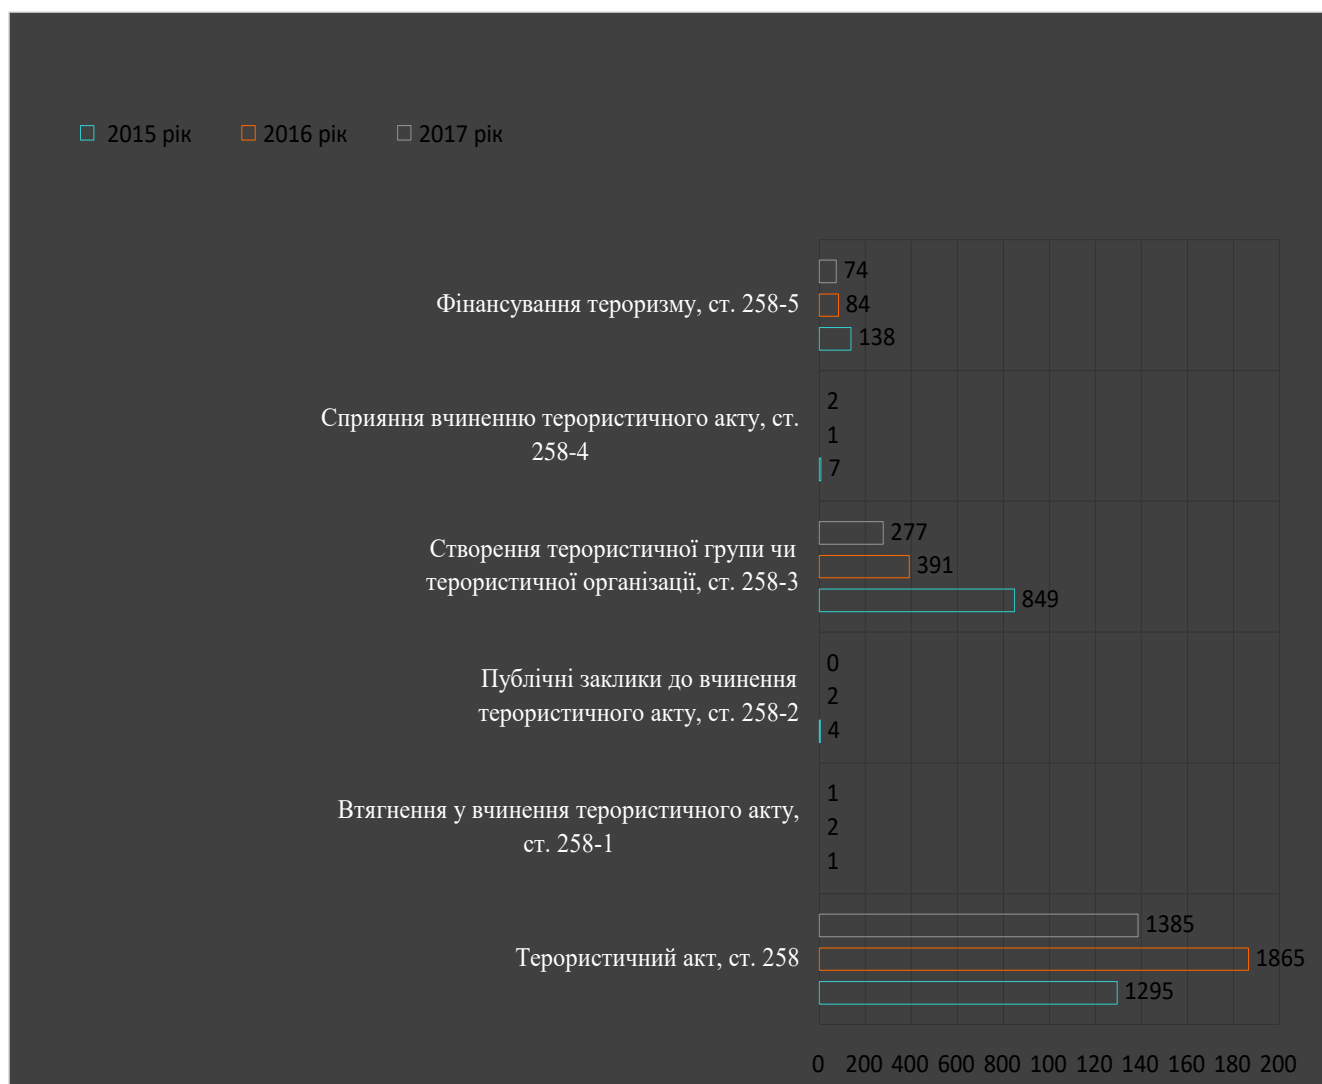 2015 рік 2016 рік 2017 рік
74
Фінансування тероризму, ст. 258-5
84
138
2
Сприяння вчиненню терористичного акту, ст.
258-4
1
7
277
Створення терористичної групи чи
терористичної організації, ст. 258-3
391
849
0
Публічні заклики до вчинення
терористичного акту, ст. 258-2
2
4
1
Втягнення у вчинення терористичного акту,
ст. 258-1
2
1
1385
Терористичний акт, ст. 258
1865
1295
0 200 400 600 800 100 120 140 160 180 200